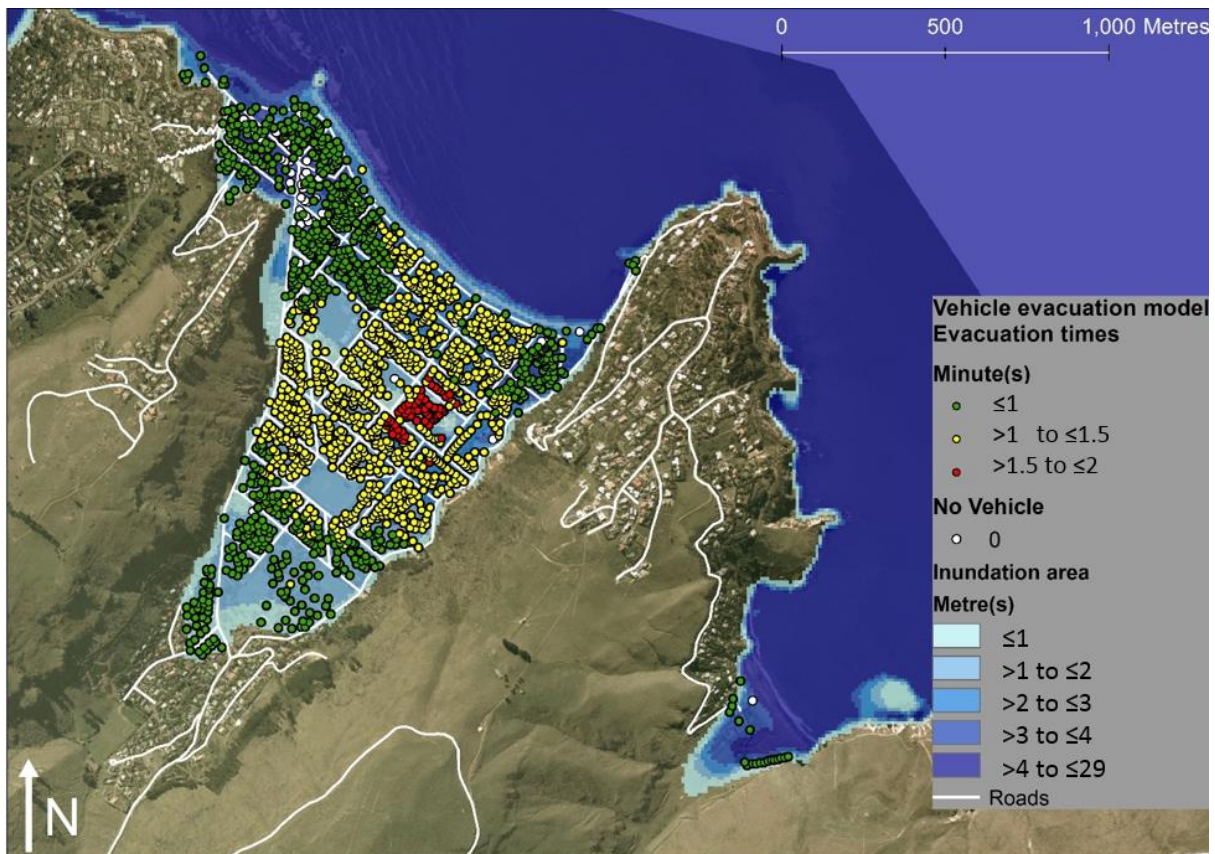 0 500 1,000 Metres
Vehicle evacuation model
Evacuation times
Minute(s)
≤1
>1 to ≤1.5
>1.5 to ≤2
No Vehicle
0
Inundation area
Metre(s)
≤1
>1 to ≤2
>2 to ≤3
>3 to ≤4
>4 to ≤29
Roads
N